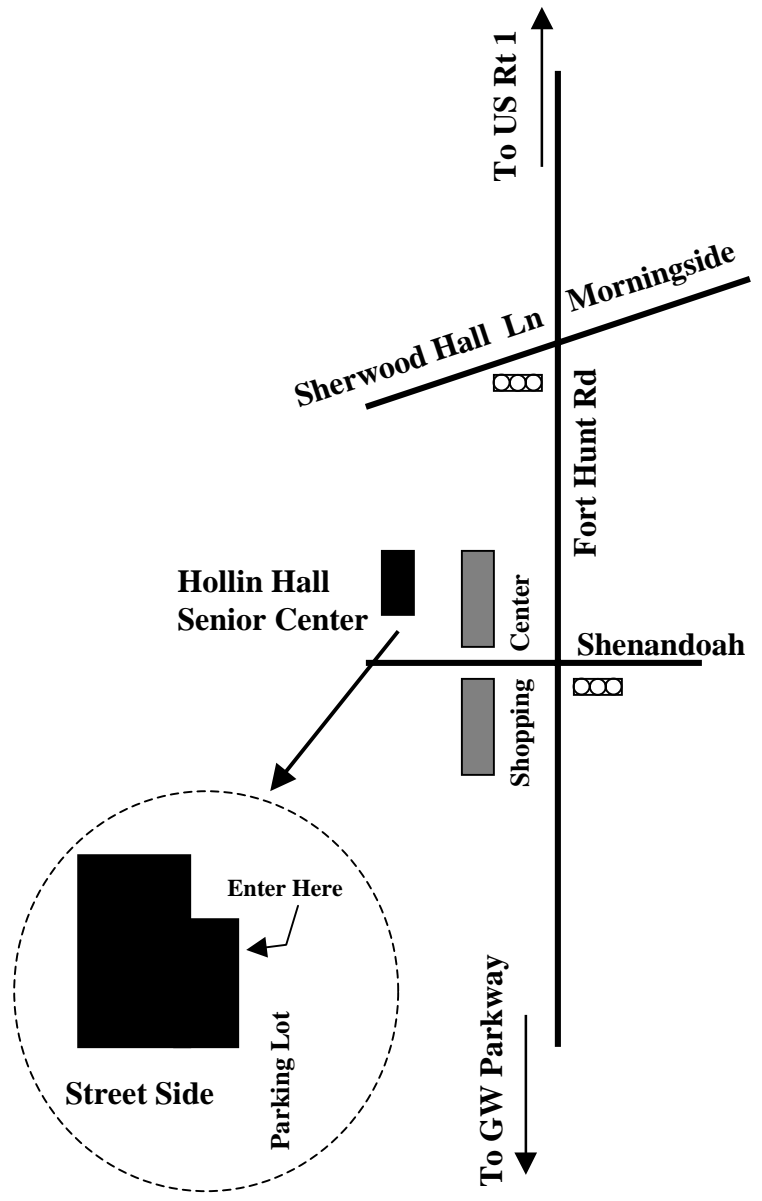 To US Rt 1
Sherwood Hall Ln
Morningside
Fort Hunt Rd
Hollin Hall
Senior Center
Center
Shenandoah
Shopping
Enter Here
Parking Lot
Street Side
To GW Parkway